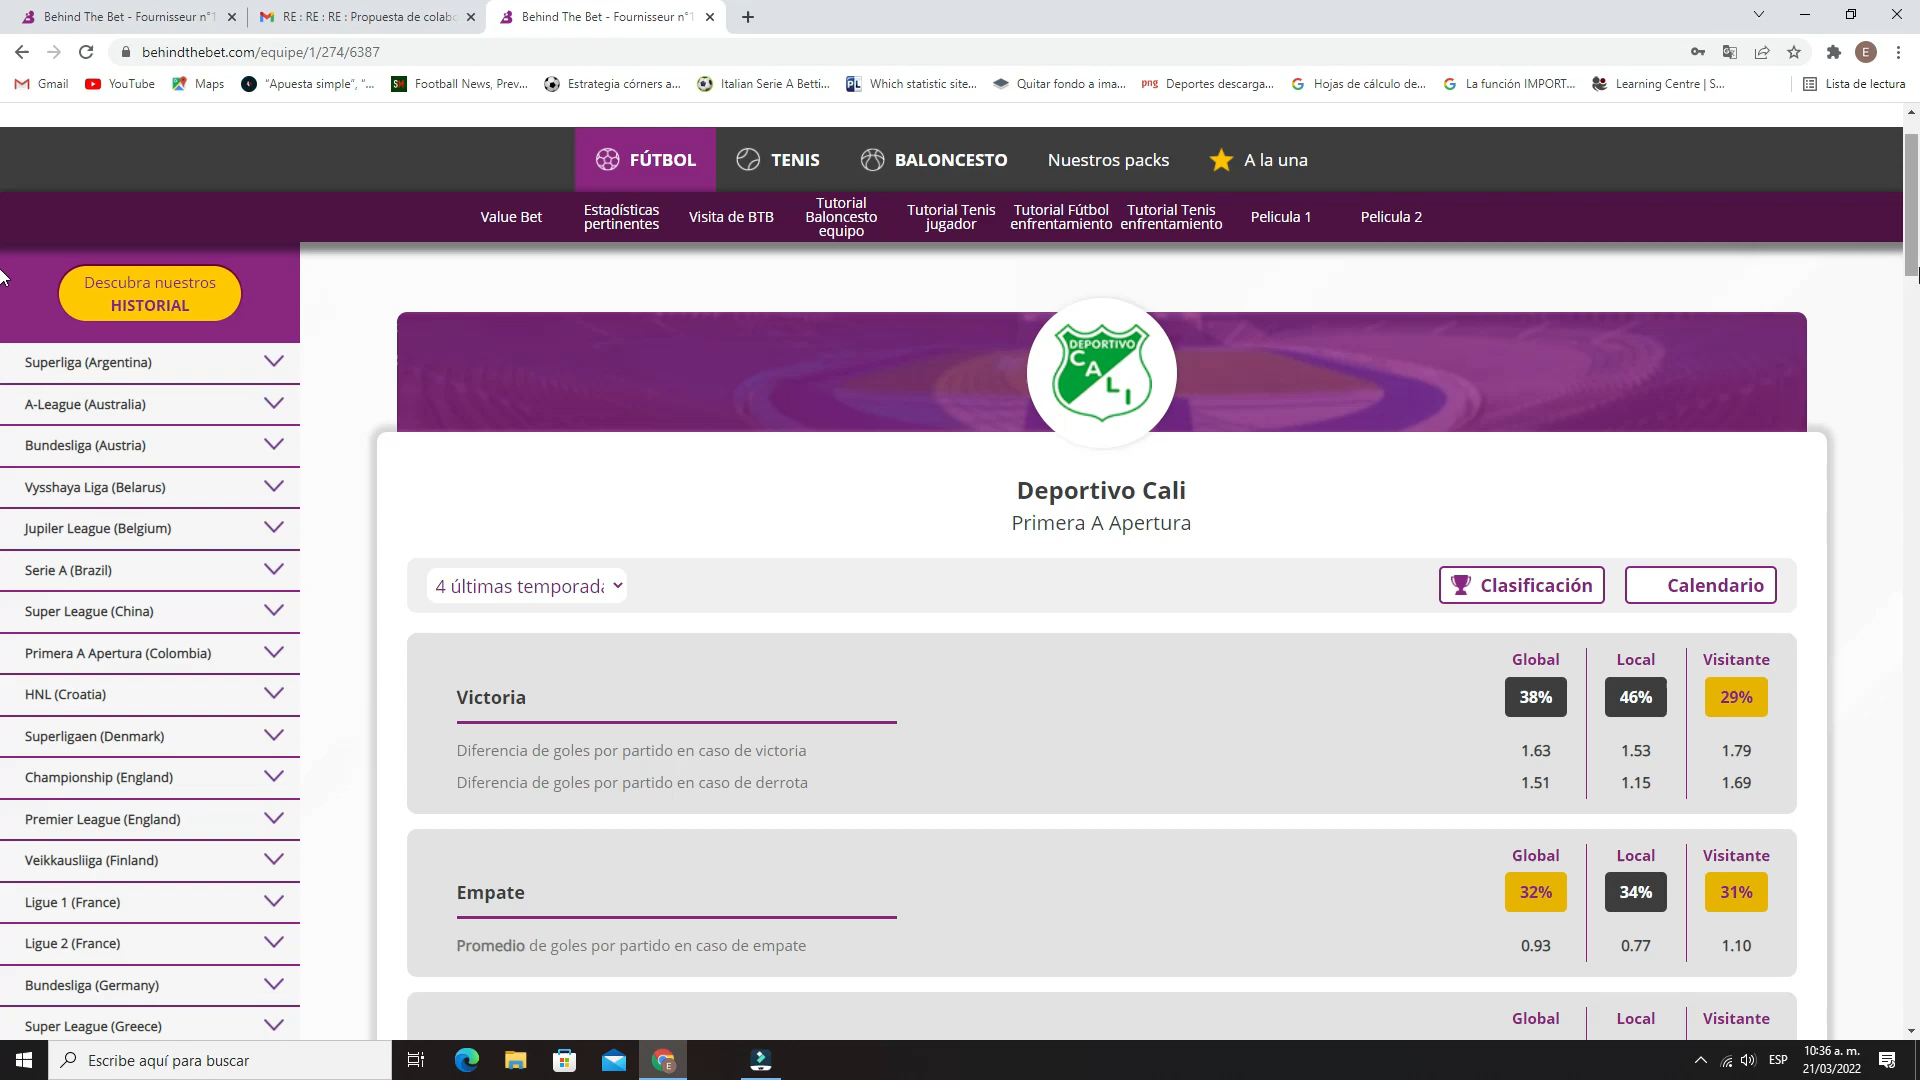 Behind The Bet - Fournisseur n°1
RE : RE : RE : Propuesta de colabo
Behind The Bet - Fournisseur n°1
behindthebet.com/equipe/1/274/6387
E
Gmail
YouTube
Maps
"Apuesta simple", "...
Football News, Prev...
Estrategia córners a...
Italian Serie A Betti...
Which statistic site...
Quitar fondo a ima...
png Deportes descarga...
Hojas de cálculo de...
La función IMPORT...
Learning Centre | S...
Lista de lectura
FÚTBOL
TENIS
BALONCESTO
Nuestros packs
A la una
Value Bet
Estadísticas
pertinentes
Visita de BTB
Tutorial
Baloncesto
equipo
Tutorial Tenis
jugador
Tutorial Fútbol
enfrentamiento
Tutorial Tenis
enfrentamiento
Pelicula 1
Pelicula 2
Descubra nuestros
HISTORIAL
Superliga (Argentina)
A-League (Australia)
Bundesliga (Austria)
Vysshaya Liga (Belarus)
Jupiler League (Belgium)
Serie A (Brazil)
Super League (China)
Primera A Apertura (Colombia)
HNL (Croatia)
Superligaen (Denmark)
Championship (England)
Premier League (England)
Veikkausliiga (Finland)
Ligue 1 (France)
Ligue 2 (France)
Bundesliga (Germany)
Super League (Greece)
DEPORTIVO
CALI
Deportivo Cali
Primera A Apertura
4 últimas temporada
Clasificación
Calendario
Global Local Visitante
Victoria 38% 46% 29%
Diferencia de goles por partido en caso de victoria 1.63 1.53 1.79
Diferencia de goles por partido en caso de derrota 1.51 1.15 1.69
Global Local Visitante
Empate 32% 34% 31%
Promedio de goles por partido en caso de empate 0.93 0.77 1.10
Global Local Visitante
Escribe aquí para buscar
E
ESP
10:36 a. m.
21/03/2022